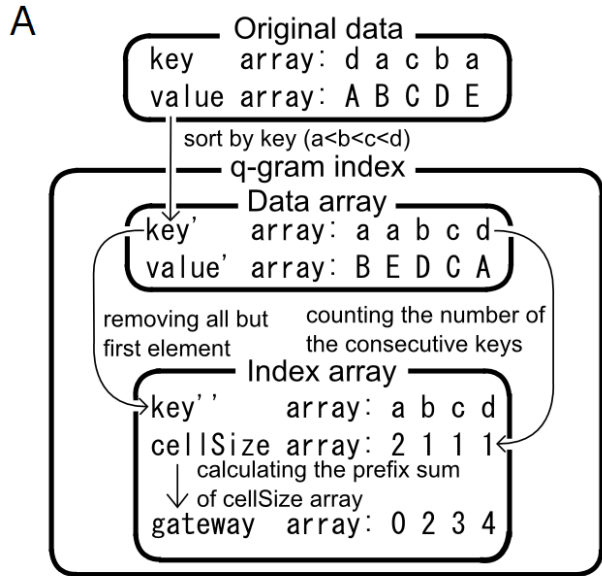 A
Original data
key array: d a c b a
value array: A B C D E
sort by key (a<b<c<d)
q-gram index
Data array
key' array: a a b c d
value' array: B E D C A
removing all but
first element
counting the number of
the consecutive keys
Index array
key'' array: a b c d
cellSize array: 2 1 1 1
calculating the prefix sum
of cellSize array
gateway array: 0 2 3 4